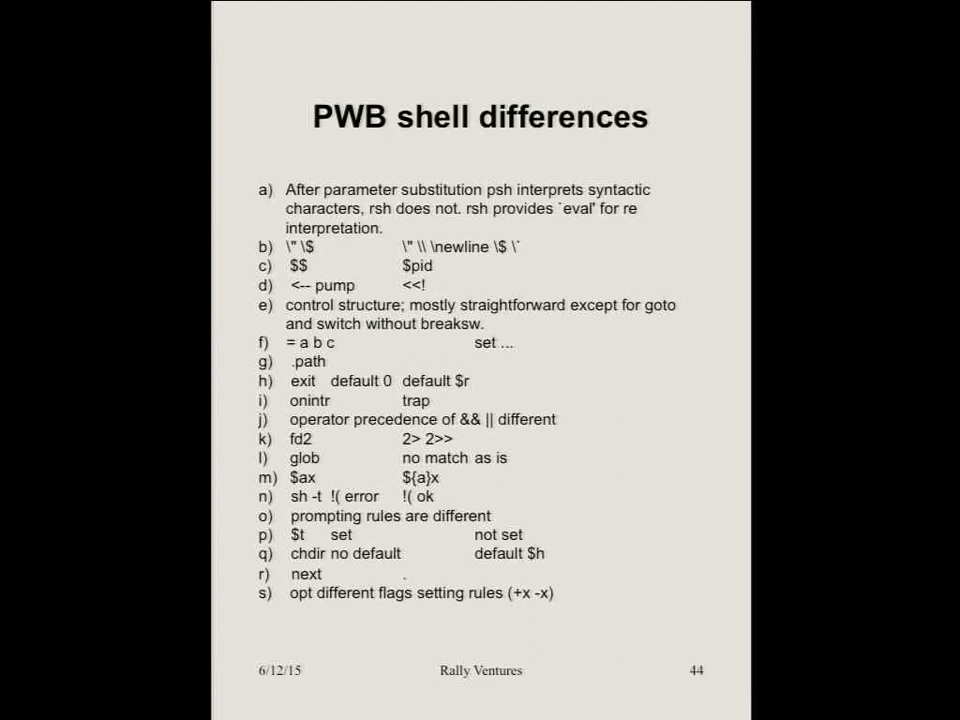 PWB shell differences
a) After parameter substitution psh interprets syntactic
characters, rsh does not. rsh provides `eval' for re
interpretation.
b) \" \$ \" \\ \newline \$ \`
c) $$ $pid
d) <-- pump <<!
e) control structure; mostly straightforward except for goto
and switch without breaksw.
f) = a b c set ...
g) .path
h) exit default 0 default $r
i) onintr trap
j) operator precedence of && || different
k) fd2 2> 2>>
l) glob no match as is
m) $ax ${a}x
n) sh -t !( error !( ok
o) prompting rules are different
p) $t set not set
q) chdir no default default $h
r) next .
s) opt different flags setting rules (+x -x)
6/12/15 Rally Ventures 44